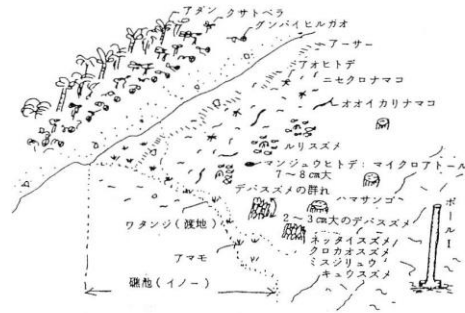 アダン
クサトベラ
グンバイヒルガオ
アーサー
アオヒトデ
ニセクロナマコ
オオイカリナマコ
ルリスズメ
マンジュウヒトデ:マイクロアトール
7~8cm大
デバスズメの群れ
ハマサンゴ
ポールI
2~3cm大のデバスズメ
ワタンジ(渡地)
ネッタイスズメ
クロカオスズメ
ミスジリュウ
キュウスズメ
アマモ
礁池(イノー)